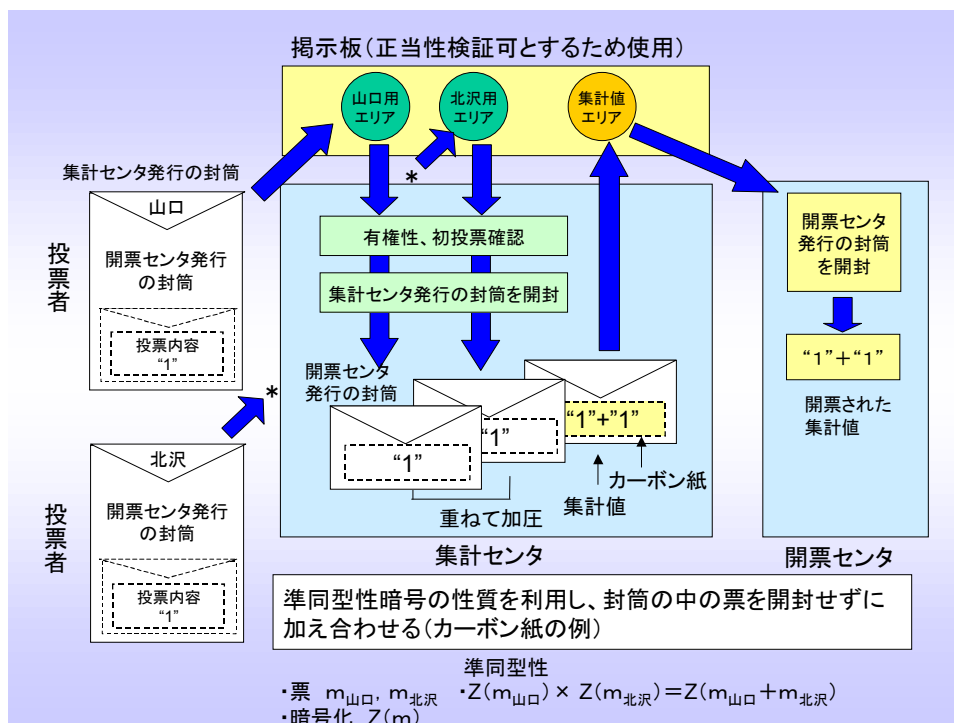 掲示板（正当性検証可とするため使用）
山口用
エリア
北沢用
エリア
集計値
エリア
集計センタ発行の封筒
*
山口
開票センタ発行
の封筒
投票内容
“1”
投票者
有権性、初投票確認
集計センタ発行の封筒を開封
開票センタ
発行の封筒
“1”
“1”
“1”+”1”
カーボン紙
集計値
重ねて加圧
集計センタ
開票センタ
発行の封筒
を開封
“1”+“1”
開票された
集計値
開票センタ
*
北沢
開票センタ発行
の封筒
投票内容
“1”
投票者
準同型性暗号の性質を利用し、封筒の中の票を開封せずに
加え合わせる（カーボン紙の例）
準同型性
・票 m山口, m北沢 ・Z(m山口)× Z(m北沢)=Z(m山口+m北沢)
・暗号化 Z(m)